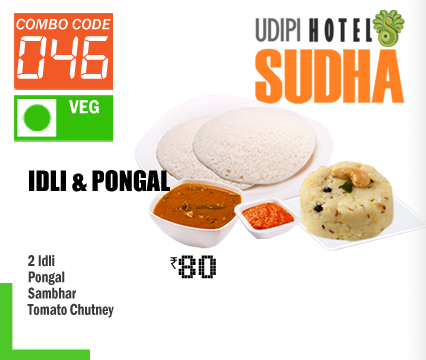 COMBO CODE
046
VEG
UDIPI HOTEL
SUDHA
IDLI & PONGAL
₹80
2 Idli
Pongal
Sambhar
Tomato Chutney